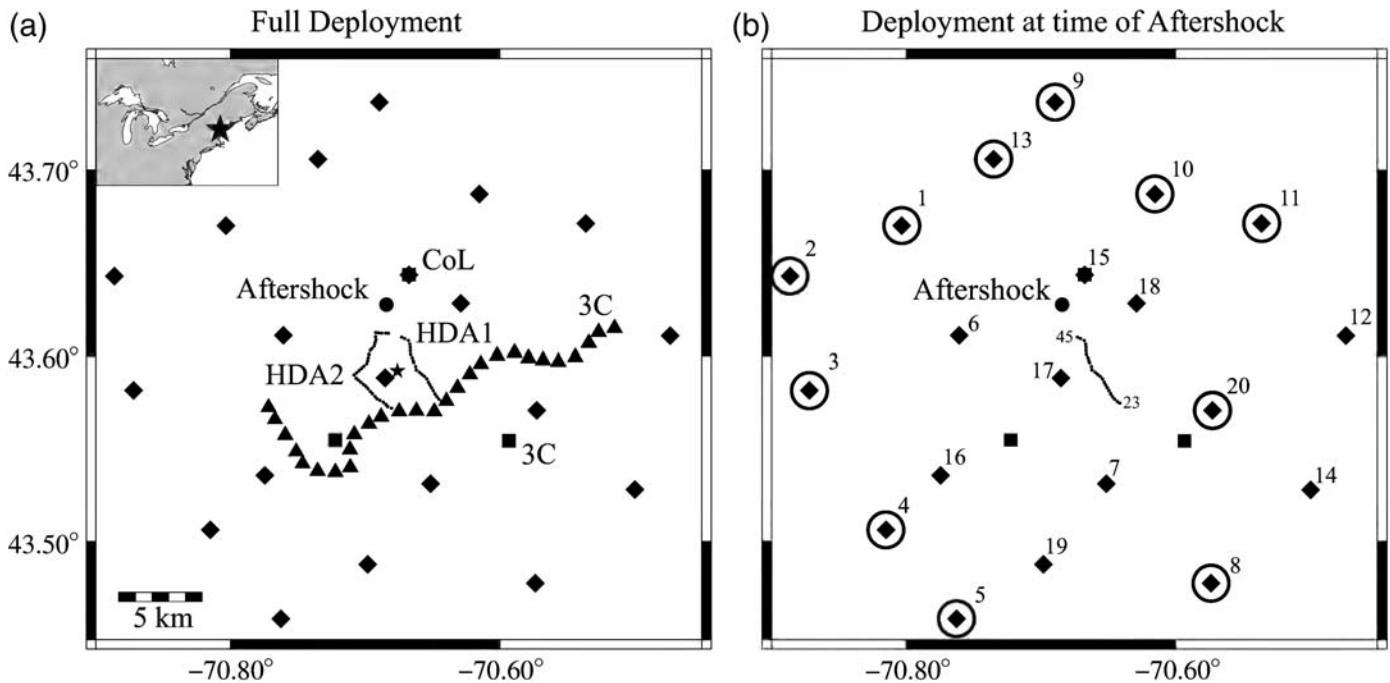 (a) Full Deployment
CoL
Aftershock
3C
HDA1
HDA2
3C
5 km
43.70°
43.60°
43.50°
−70.80° −70.60°
(b) Deployment at time of Aftershock
9
13
10
1
11
2
15
Aftershock
18
6
12
45
17
3
23
20
16
7
14
4
19
8
5
−70.80° −70.60°